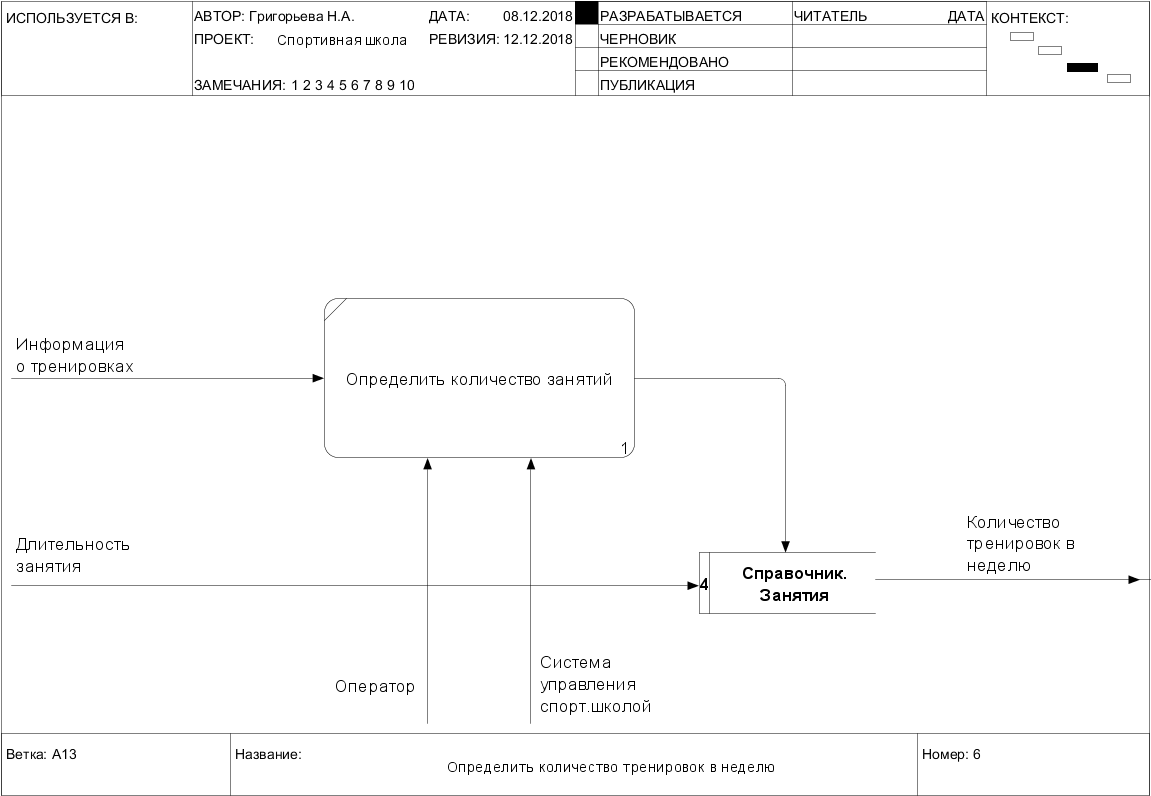 ИСПОЛЬЗУЕТСЯ В:
АВТОР: Григорьева Н.А.
ДАТА: 08.12.2018
ПРОЕКТ: Спортивная школа
РЕВИЗИЯ: 12.12.2018
ЗАМЕЧАНИЯ: 1 2 3 4 5 6 7 8 9 10
РАЗРАБАТЫВАЕТСЯ
ЧЕРНОВИК
РЕКОМЕНДОВАНО
ПУБЛИКАЦИЯ
ЧИТАТЕЛЬ
ДАТА
КОНТЕКСТ:
Информация
о тренировках
Определить количество занятий
1
Длительность
занятия
4
Справочник.
Занятия
Количество
тренировок в
неделю
Оператор
Система
управления
спорт.школой
Ветка: A13
Название:
Определить количество тренировок в неделю
Номер: 6